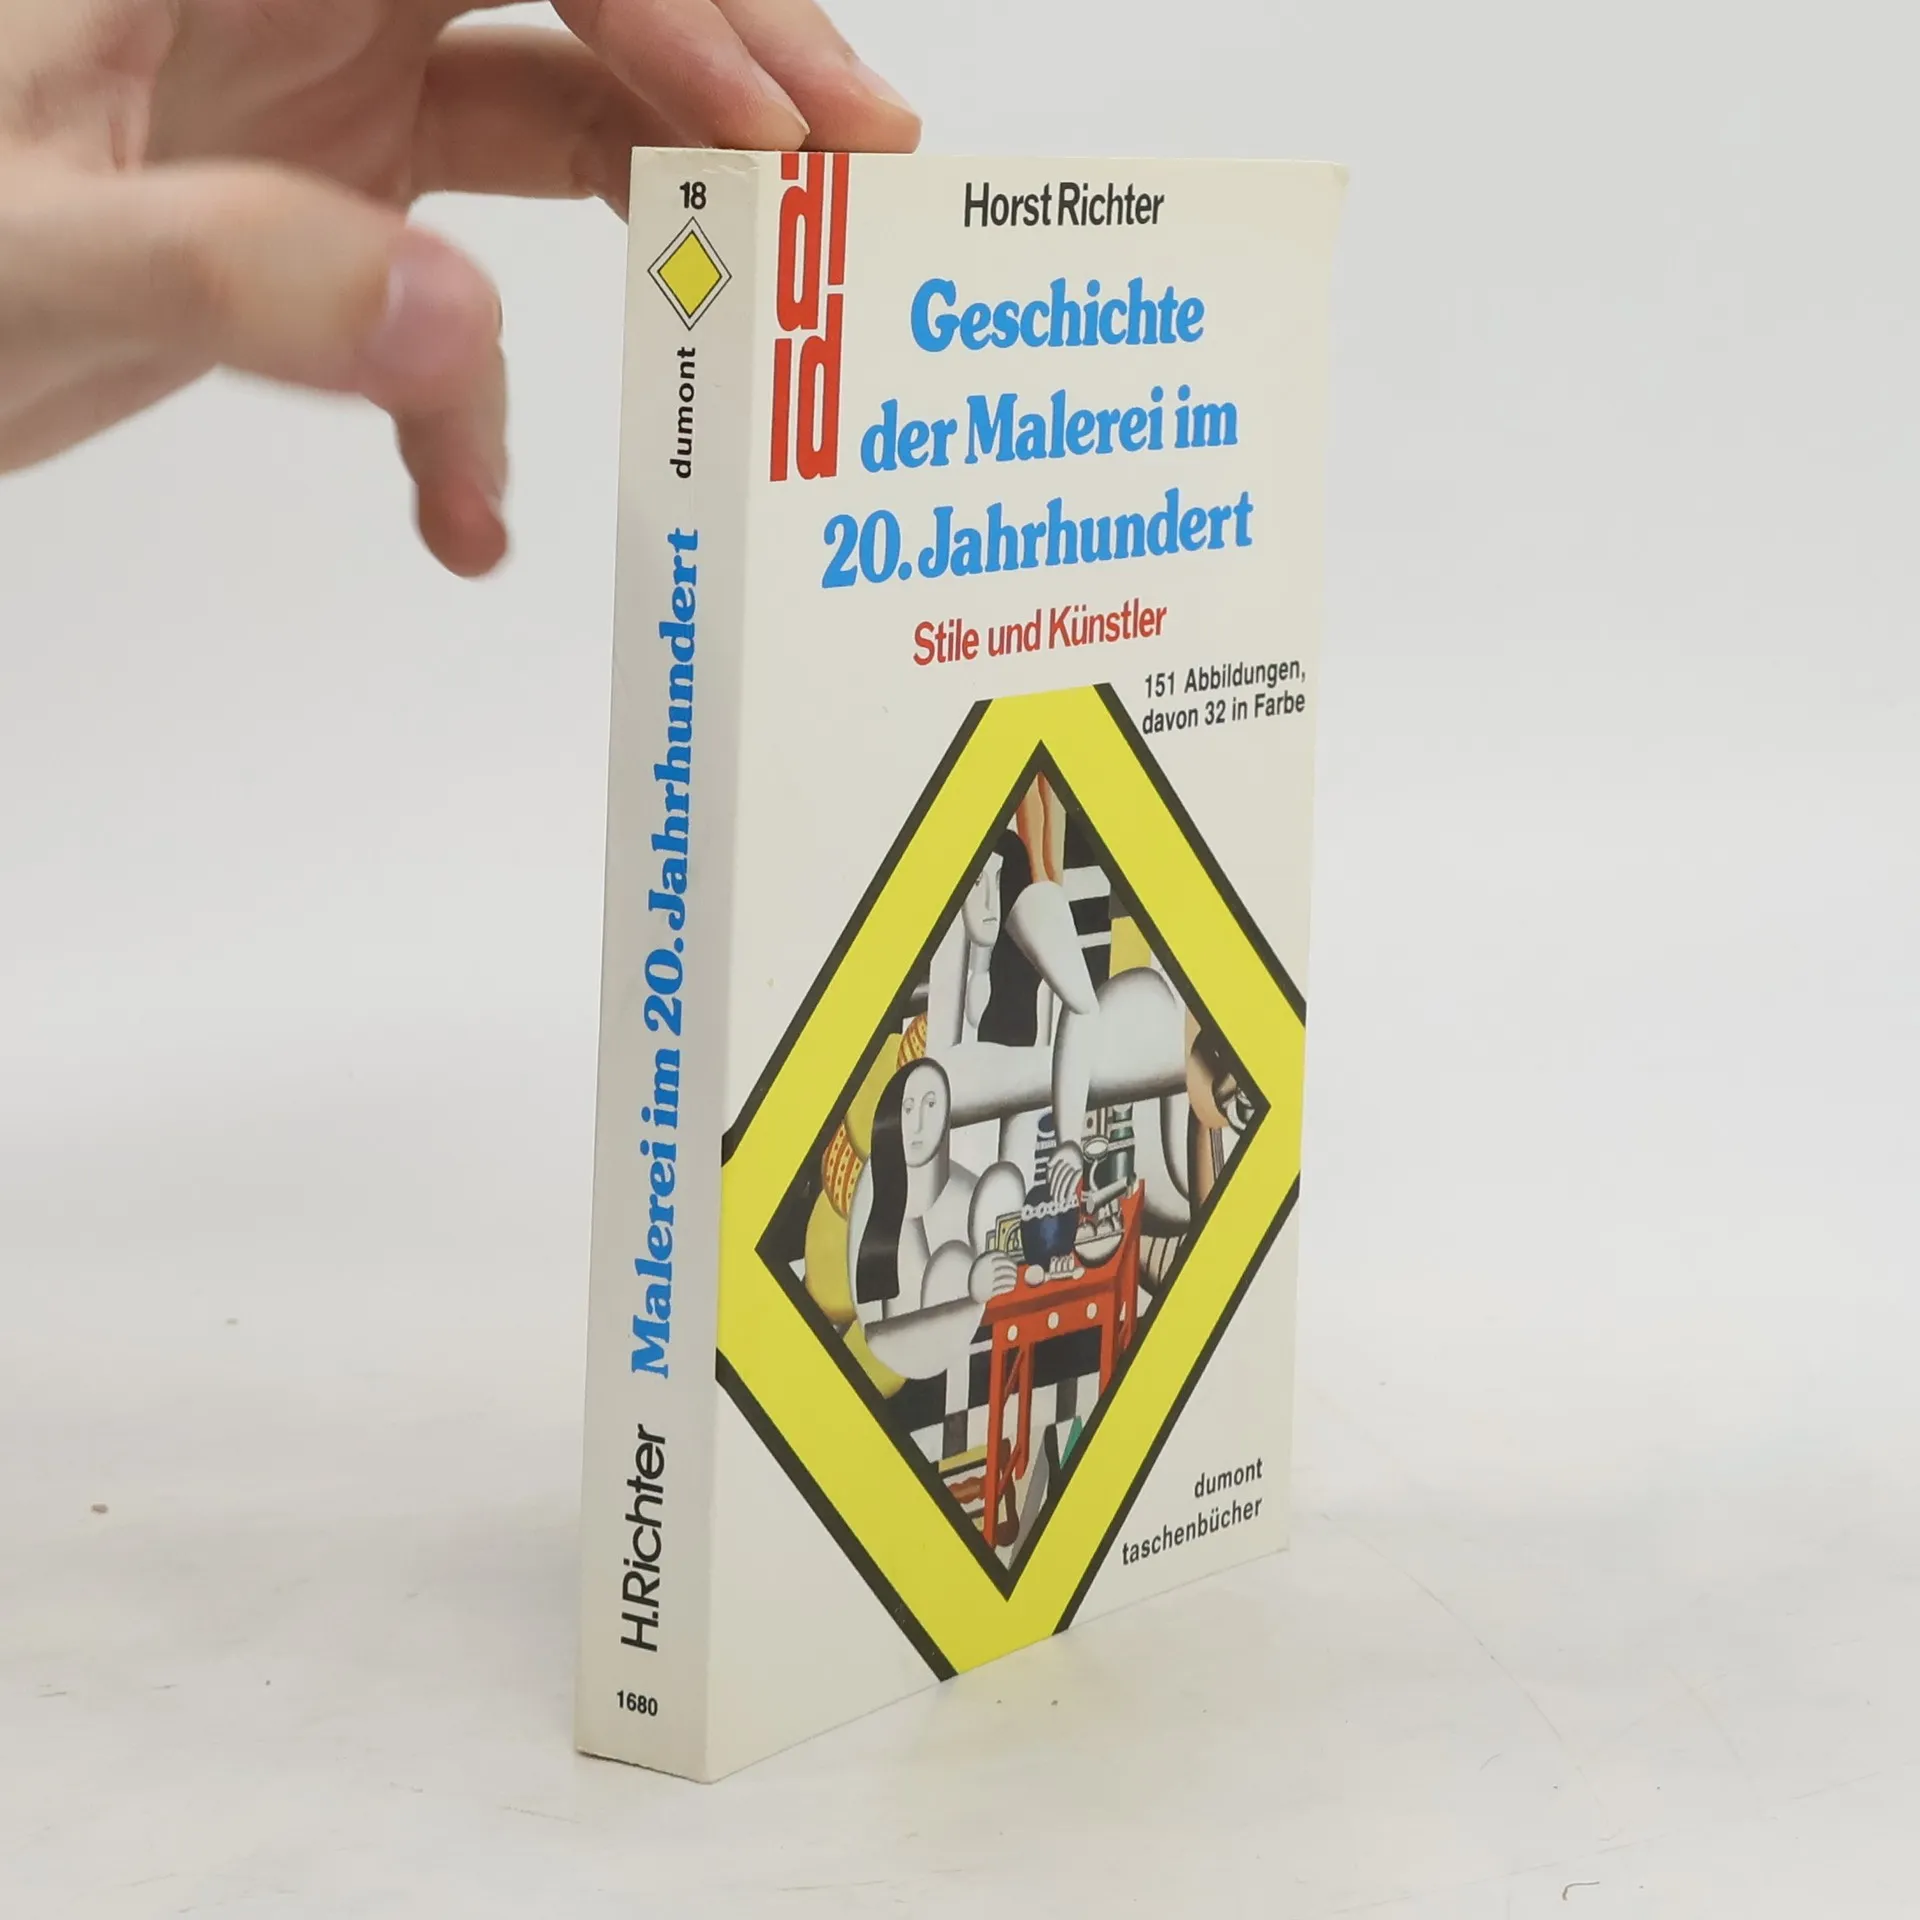 18
dumont
Malerei im 20. Jahrhundert
H. Richter
1680
Horst Richter
Geschichte
der Malerei im
20. Jahrhundert
Stile und Künstler
151 Abbildungen,
davon 32 in Farbe
dumont
taschenbücher